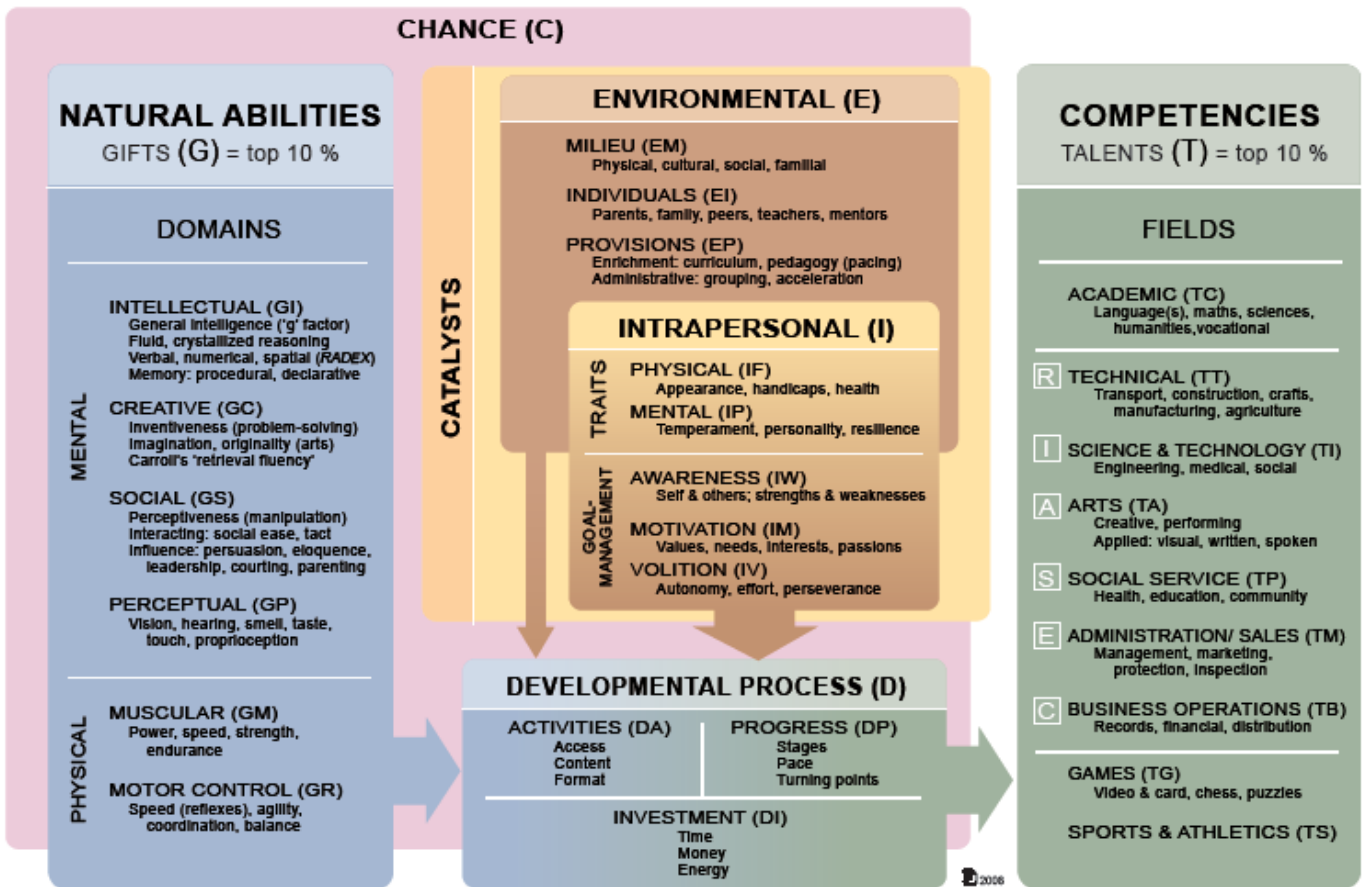 CHANCE (C)
NATURAL ABILITIES
GIFTS (G) = top 10 %
DOMAINS
MENTAL
INTELLECTUAL (GI)
General intelligence ('g' factor)
Fluid, crystallized reasoning
Verbal, numerical, spatial (RADEX)
Memory: procedural, declarative
CREATIVE (GC)
Inventiveness (problem-solving)
Imagination, originality (arts)
Carroll's 'retrieval fluency'
SOCIAL (GS)
Perceptiveness (manipulation)
Interacting: social ease, tact
Influence: persuasion, eloquence,
leadership, courting, parenting
PERCEPTUAL (GP)
Vision, hearing, smell, taste,
touch, proprioception
PHYSICAL
MUSCULAR (GM)
Power, speed, strength,
endurance
MOTOR CONTROL (GR)
Speed (reflexes), agility,
coordination, balance
CATALYSTS
ENVIRONMENTAL (E)
MILIEU (EM)
Physical, cultural, social, familial
INDIVIDUALS (EI)
Parents, family, peers, teachers, mentors
PROVISIONS (EP)
Enrichment: curriculum, pedagogy (pacing)
Administrative: grouping, acceleration
INTRAPERSONAL (I)
TRAITS
PHYSICAL (IF)
Appearance, handicaps, health
MENTAL (IP)
Temperament, personality, resilience
GOAL-
MANAGEMENT
AWARENESS (IW)
Self & others; strengths & weaknesses
MOTIVATION (IM)
Values, needs, interests, passions
VOLITION (IV)
Autonomy, effort, perseverance
DEVELOPMENTAL PROCESS (D)
ACTIVITIES (DA)
Access
Content
Format
PROGRESS (DP)
Stages
Pace
Turning points
INVESTMENT (DI)
Time
Money
Energy
COMPETENCIES
TALENTS (T) = top 10 %
FIELDS
ACADEMIC (TC)
Language(s), maths, sciences,
humanities,vocational
R TECHNICAL (TT)
Transport, construction, crafts,
manufacturing, agriculture
I SCIENCE & TECHNOLOGY (TI)
Engineering, medical, social
A ARTS (TA)
Creative, performing
Applied: visual, written, spoken
S SOCIAL SERVICE (TP)
Health, education, community
E ADMINISTRATION/ SALES (TM)
Management, marketing,
protection, inspection
C BUSINESS OPERATIONS (TB)
Records, financial, distribution
GAMES (TG)
Video & card, chess, puzzles
SPORTS & ATHLETICS (TS)
2008